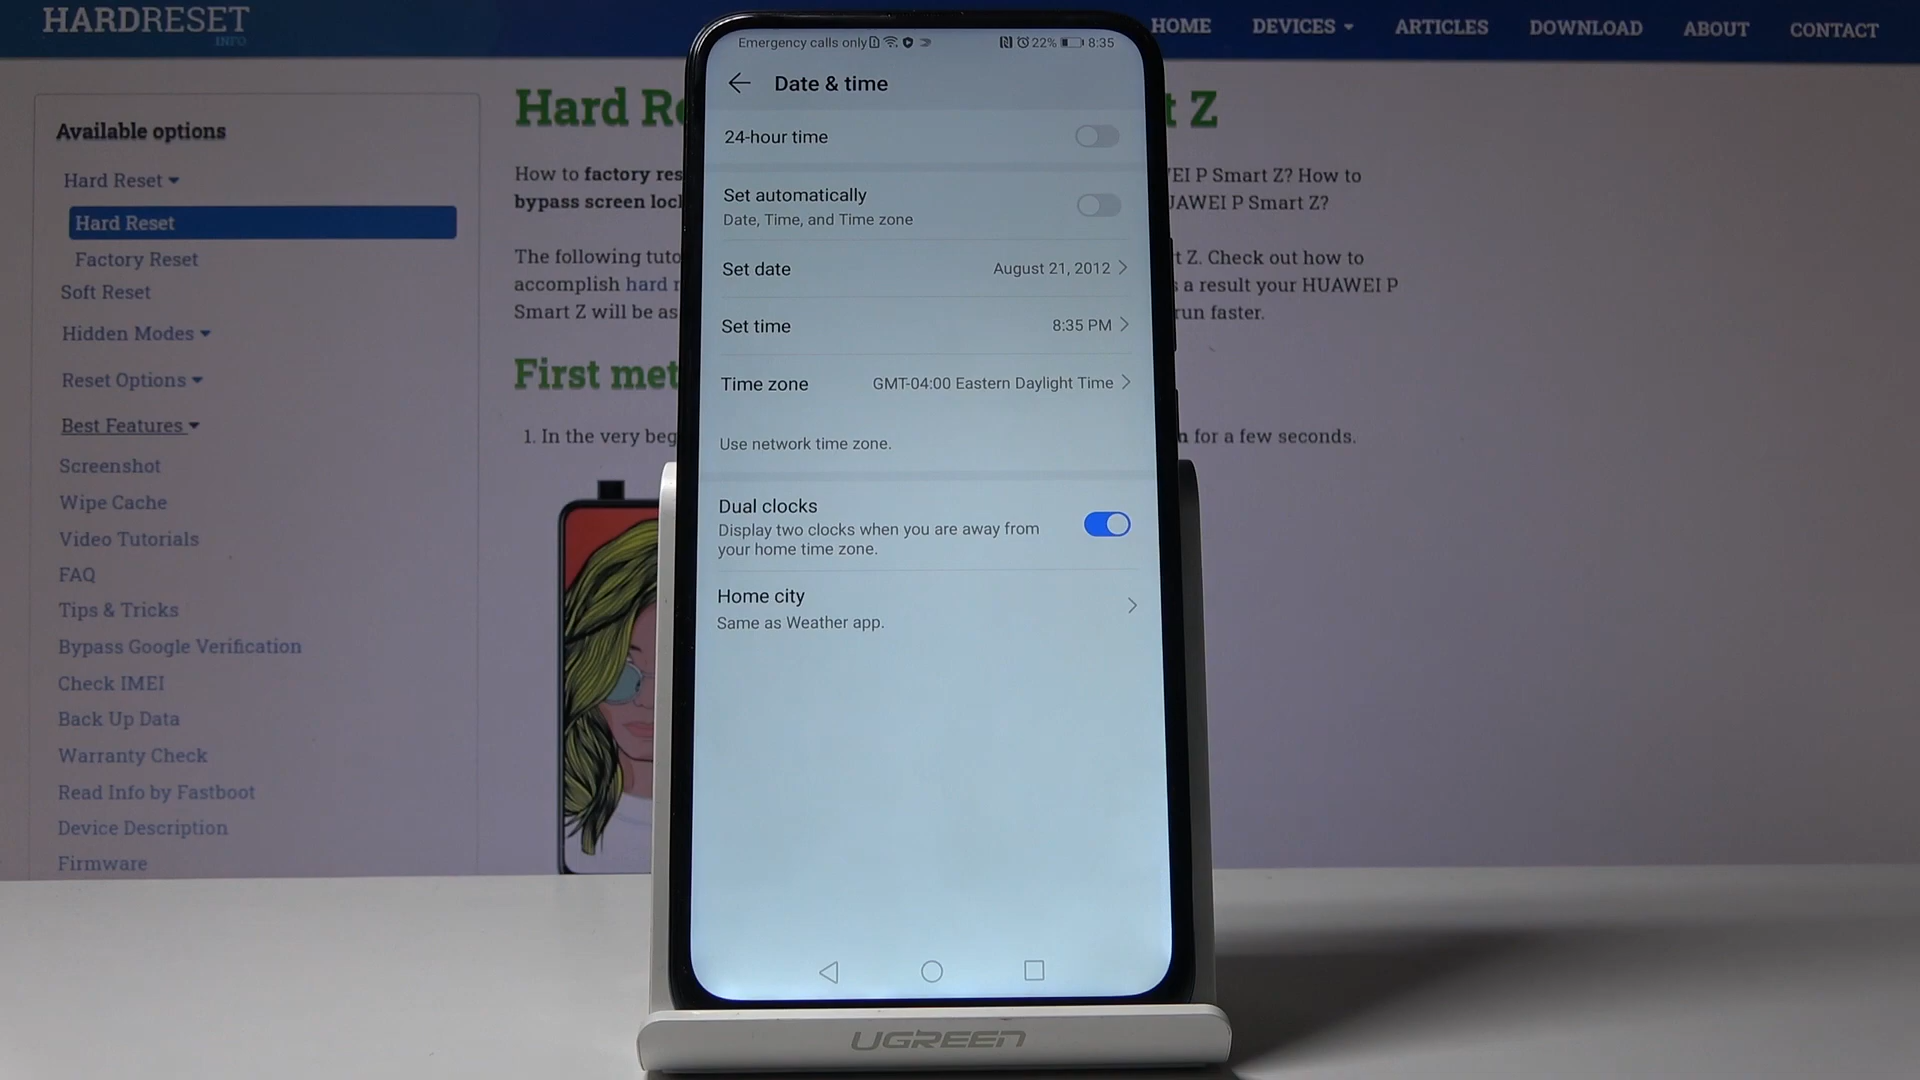 HARDRESET
INFO
HOME
DEVICES
ARTICLES
DOWNLOAD
ABOUT
CONTACT
Available options
Hard Reset
Hard Reset
Factory Reset
Soft Reset
Hidden Modes
Reset Options
Best Features
Screenshot
Wipe Cache
Video Tutorials
FAQ
Tips & Tricks
Bypass Google Verification
Check IMEI
Back Up Data
Warranty Check
Read Info by Fastboot
Device Description
Firmware
Hard t Z
How to factory res EI P Smart Z? How to
bypass screen JAWEI P Smart Z?
The following t Z. Check out how to
accomplish hard a result your HUAWEI P
Smart Z will be as run faster.
First
1. In the very for a few seconds.
Emergency calls only 22% 8:35
Date & time
24-hour time
Set automatically
Date, Time, and Time zone
Set date August 21, 2012
Set time 8:35 PM
Time zone GMT-04:00 Eastern Daylight Time
Use network time zone.
Dual clocks
Display two clocks when you are away from
your home time zone.
Home city
Same as Weather app.
UGREEN